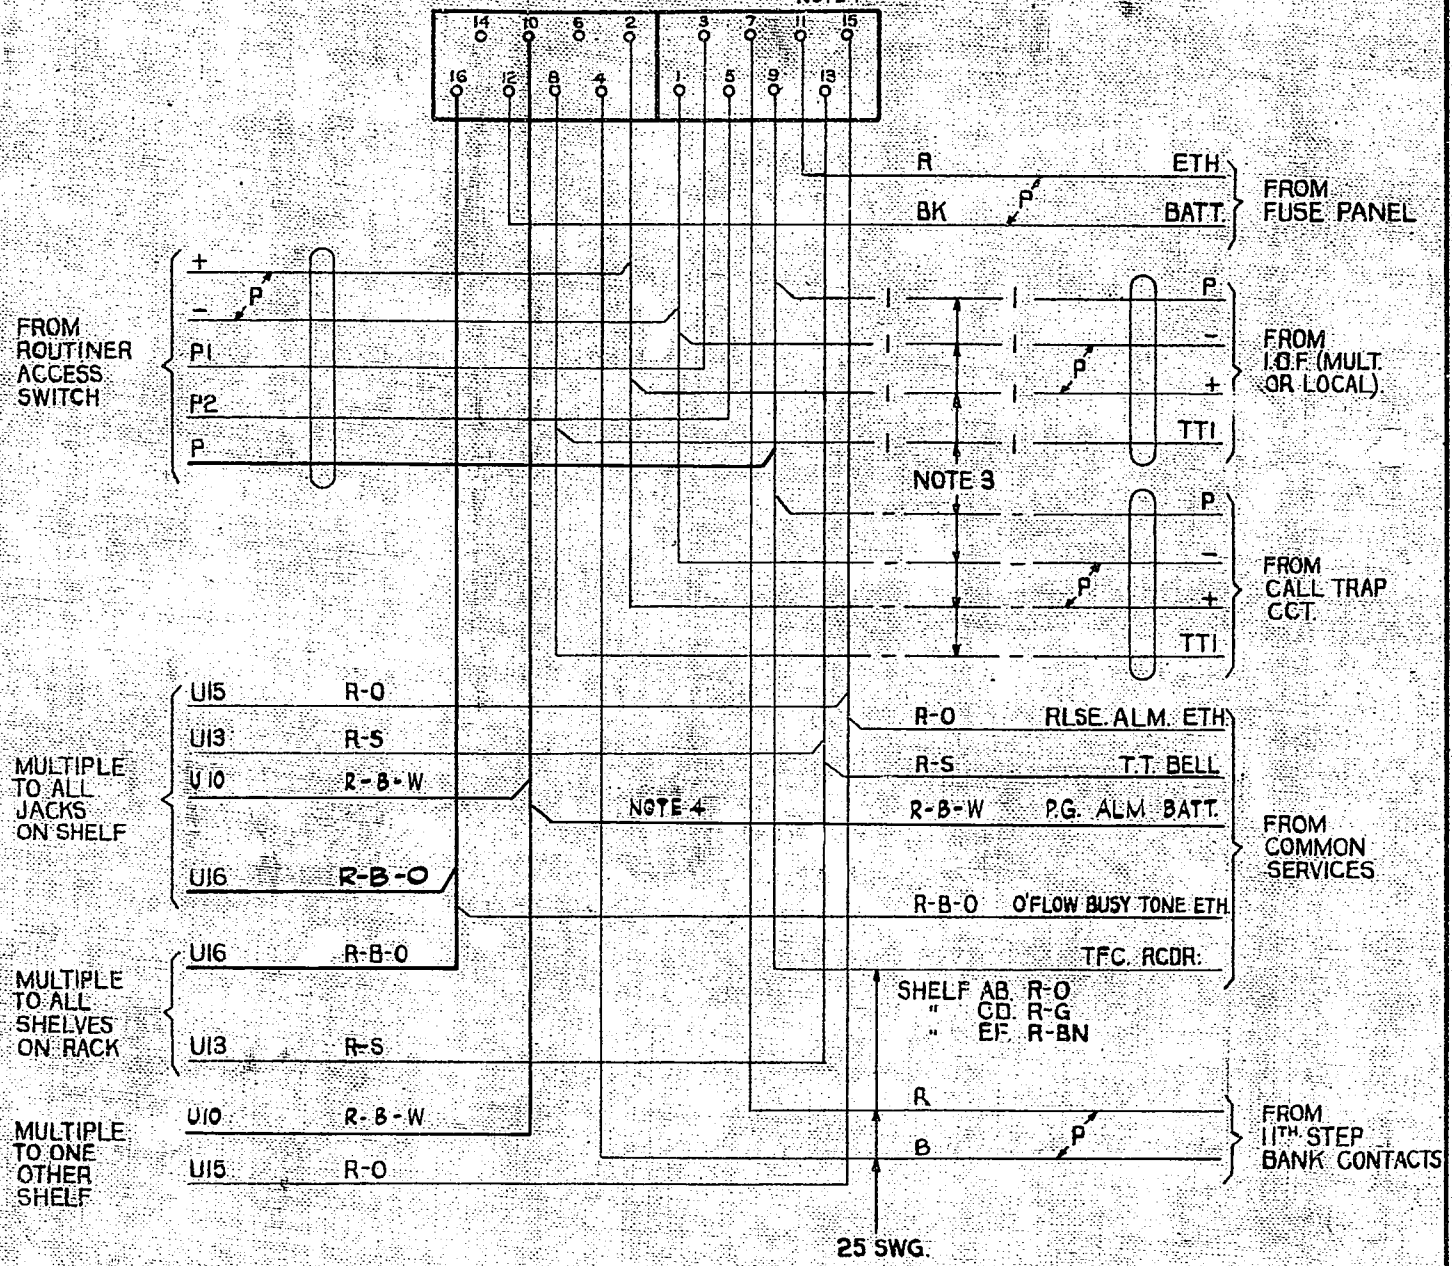 14 10 6 2 3 7 11 15
16 12 8 4 1 5 9 13
R ETH
BK BATT.
P
FROM
FUSE PANEL
+
P
-
P1
P2
P
FROM
ROUTINER
ACCESS
SWITCH
P
-
P
+
TT1
FROM
I.D.F. (MULT.
OR LOCAL)
NOTE 3
P
-
P
+
TT1
FROM
CALL TRAP
CCT.
U15 R-O
U13 R-S
U10 R-B-W
U16 R-B-O
MULTIPLE
TO ALL
JACKS
ON SHELF
R-O RLSE. ALM. ETH
R-S T.T. BELL
NOTE 4 R-B-W P.G. ALM BATT.
R-B-O O'FLOW BUSY TONE ETH
TFC. RCDR.
FROM
COMMON
SERVICES
U16 R-B-O
U13 R-S
MULTIPLE
TO ALL
SHELVES
ON RACK
SHELF AB. R-O
" CD. R-G
" EF. R-BN
U10 R-B-W
U15 R-O
MULTIPLE
TO ONE
OTHER
SHELF
R
P
B
FROM
11TH STEP
BANK CONTACTS
25 SWG.